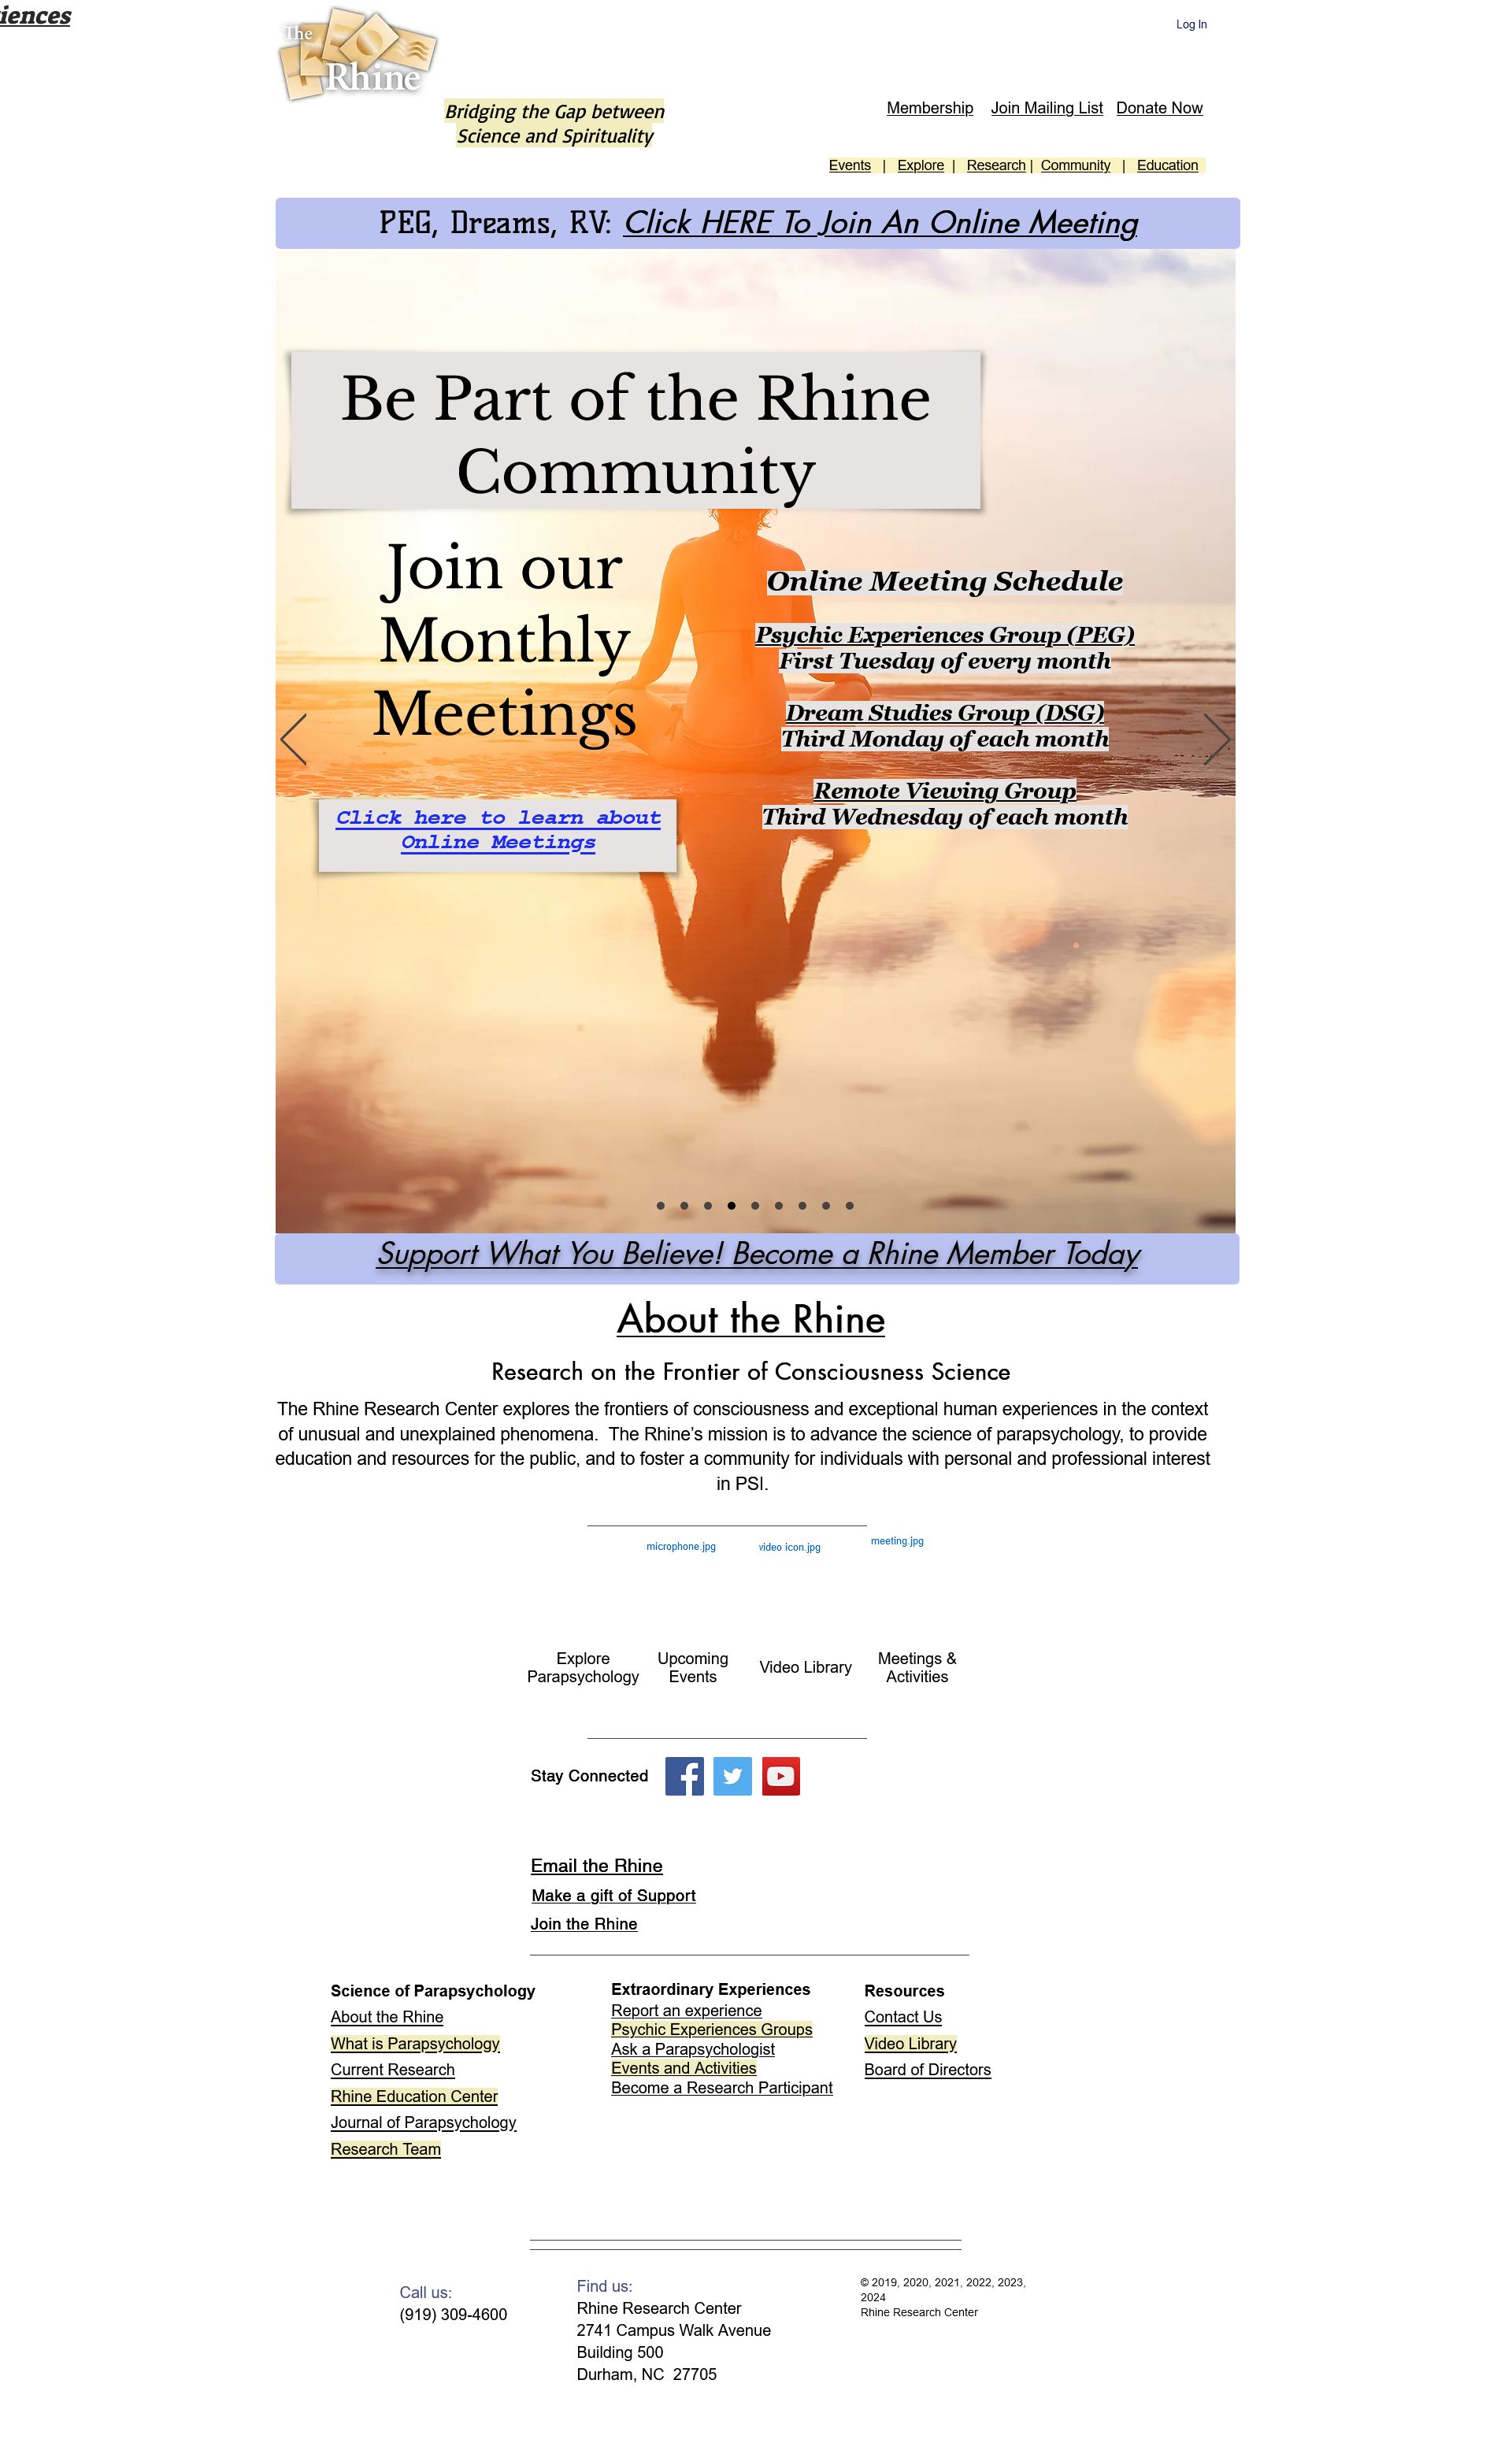 iences
The
Rhine
Log In
Bridging the Gap between
Science and Spirituality
Membership Join Mailing List Donate Now
Events | Explore | Research | Community | Education
PEG, Dreams, RV: Click HERE To Join An Online Meeting
Be Part of the Rhine
Community
Join our
Monthly
Meetings
Click here to learn about
Online Meetings
Online Meeting Schedule
Psychic Experiences Group (PEG)
First Tuesday of every month
Dream Studies Group (DSG)
Third Monday of each month
Remote Viewing Group
Third Wednesday of each month
Support What You Believe! Become a Rhine Member Today
About the Rhine
Research on the Frontier of Consciousness Science
The Rhine Research Center explores the frontiers of consciousness and exceptional human experiences in the context
of unusual and unexplained phenomena. The Rhine's mission is to advance the science of parapsychology, to provide
education and resources for the public, and to foster a community for individuals with personal and professional interest
in PSI.
microphone.jpg video icon.jpg meeting.jpg
Explore
Parapsychology
Upcoming
Events
Video Library
Meetings &
Activities
Stay Connected
Email the Rhine
Make a gift of Support
Join the Rhine
Science of Parapsychology
About the Rhine
What is Parapsychology
Current Research
Rhine Education Center
Journal of Parapsychology
Research Team
Extraordinary Experiences
Report an experience
Psychic Experiences Groups
Ask a Parapsychologist
Events and Activities
Become a Research Participant
Resources
Contact Us
Video Library
Board of Directors
Call us:
(919) 309-4600
Find us:
Rhine Research Center
2741 Campus Walk Avenue
Building 500
Durham, NC 27705
© 2019, 2020, 2021, 2022, 2023,
2024
Rhine Research Center